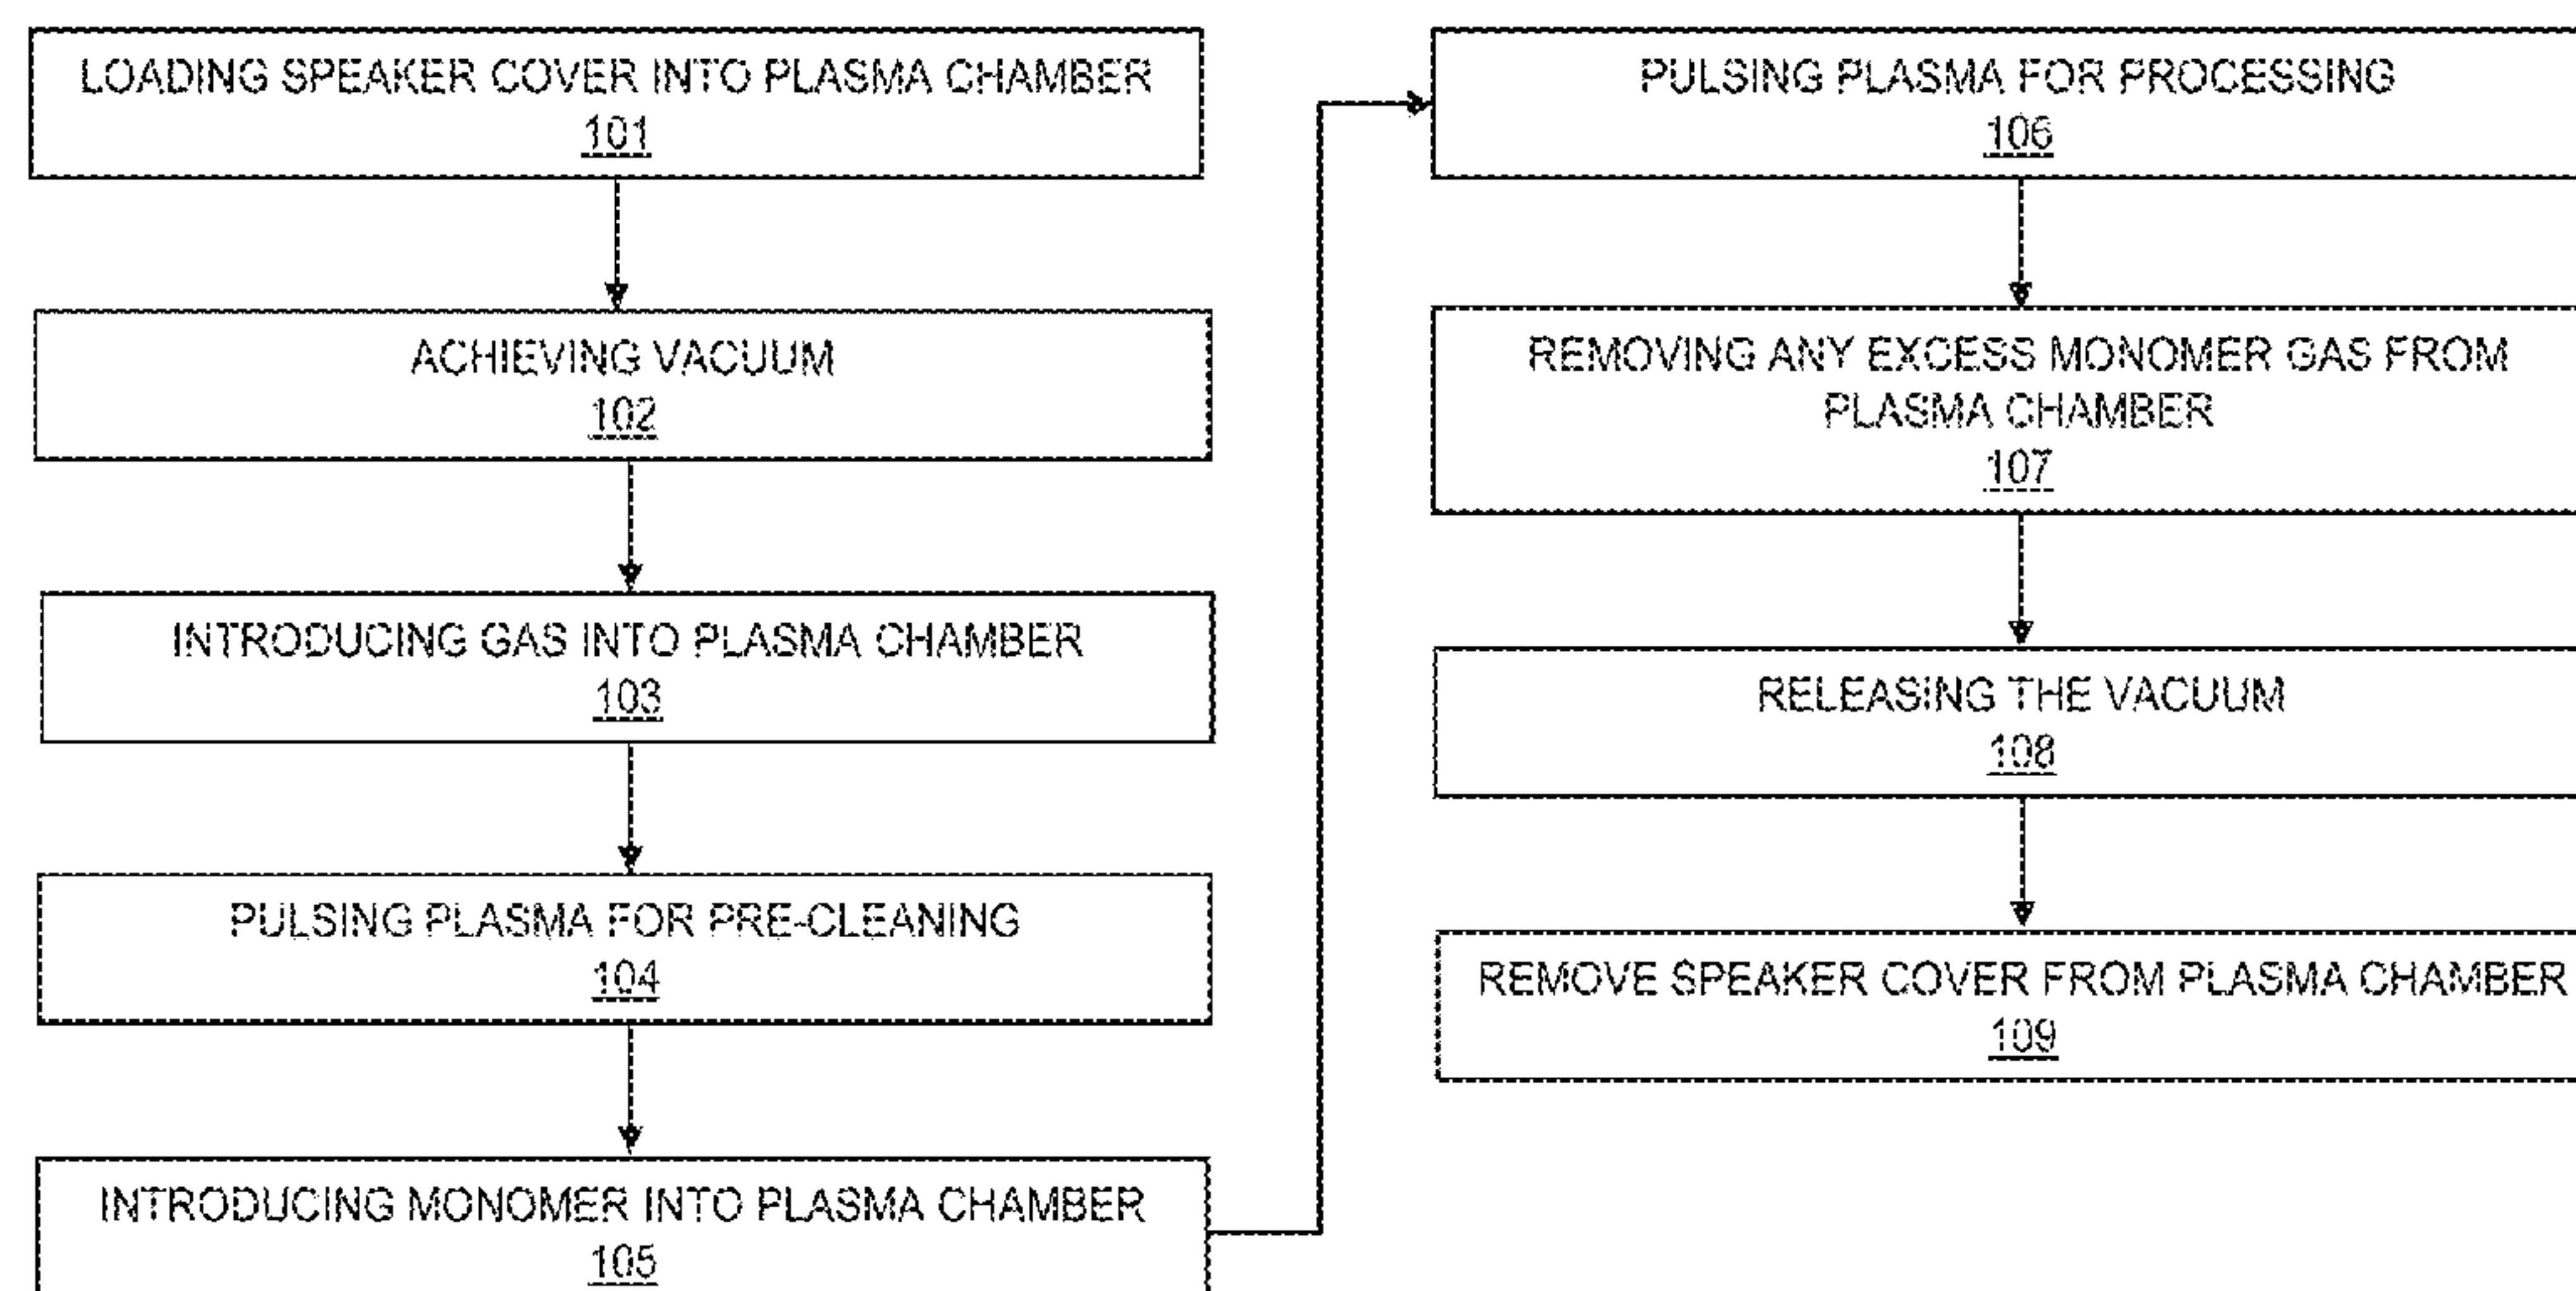 LOADING SPEAKER COVER INTO PLASMA CHAMBER
101
ACHIEVING VACUUM
102
INTRODUCING GAS INTO PLASMA CHAMBER
103
PULSING PLASMA FOR PRE-CLEANING
104
INTRODUCING MONOMER INTO PLASMA CHAMBER
105
PULSING PLASMA FOR PROCESSING
106
REMOVING ANY EXCESS MONOMER GAS FROM
PLASMA CHAMBER
107
RELEASING THE VACUUM
108
REMOVE SPEAKER COVER FROM PLASMA CHAMBER
109